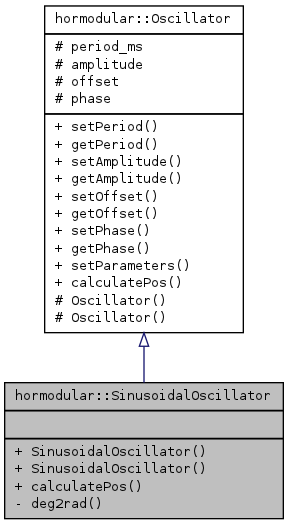 hormodular::Oscillator
# period_ms
# amplitude
# offset
# phase
+ setPeriod()
+ getPeriod()
+ setAmplitude()
+ getAmplitude()
+ setOffset()
+ getOffset()
+ setPhase()
+ getPhase()
+ setParameters()
+ calculatePos()
# Oscillator()
# Oscillator()
hormodular::SinusoidalOscillator
+ SinusoidalOscillator()
+ SinusoidalOscillator()
+ calculatePos()
- deg2rad()